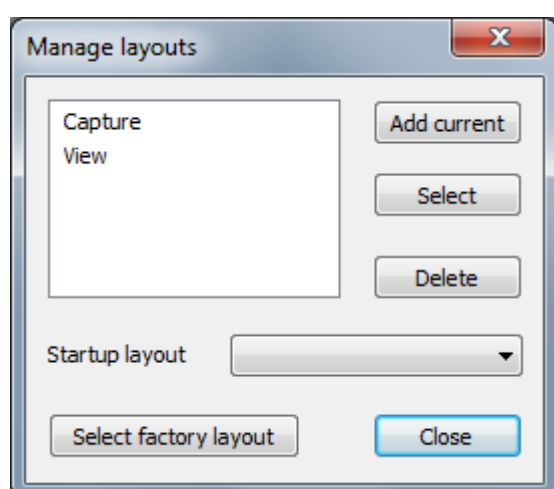 Manage layouts
Capture
View
Add current
Select
Delete
Startup layout
Select factory layout
Close